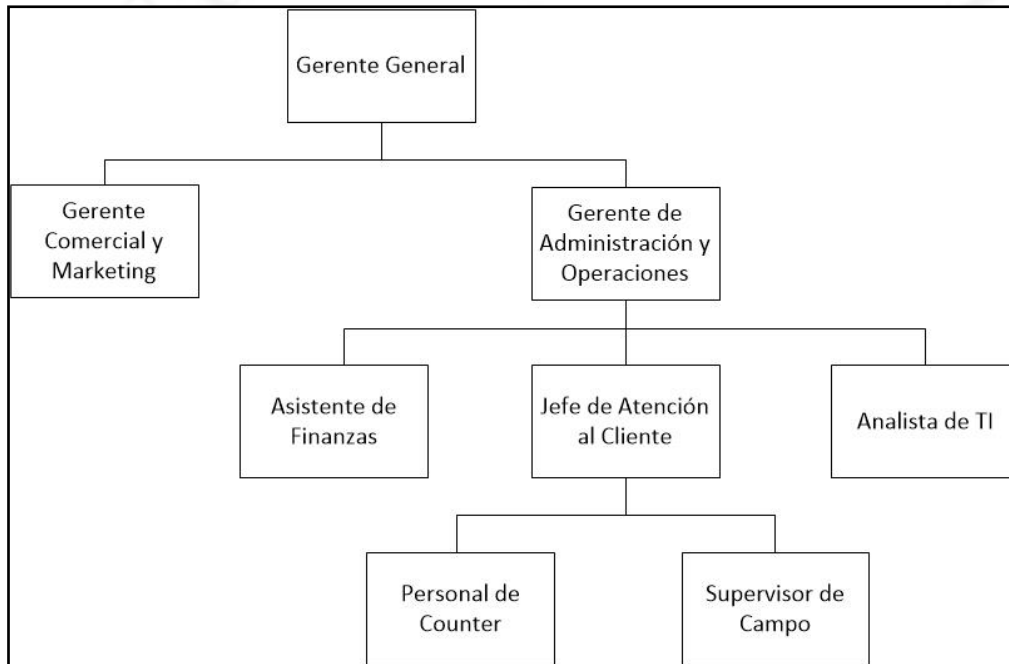 Gerente General
Gerente
Comercial y
Marketing
Gerente de
Administración y
Operaciones
Asistente de
Finanzas
Jefe de Atención
al Cliente
Analista de TI
Personal de
Counter
Supervisor de
Campo